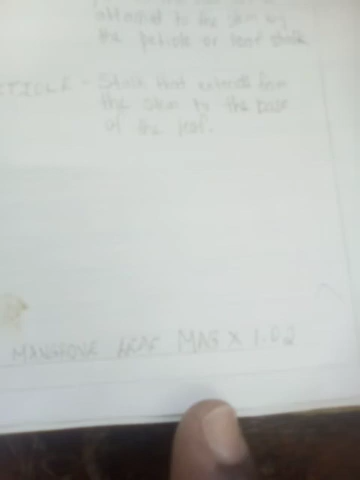 attached to the stem by
the petiole or leaf stalk
ETIOLE - Stalk that extends from
the stem to the base
of the leaf.
MANGROVE LEAF MAG X 1.02